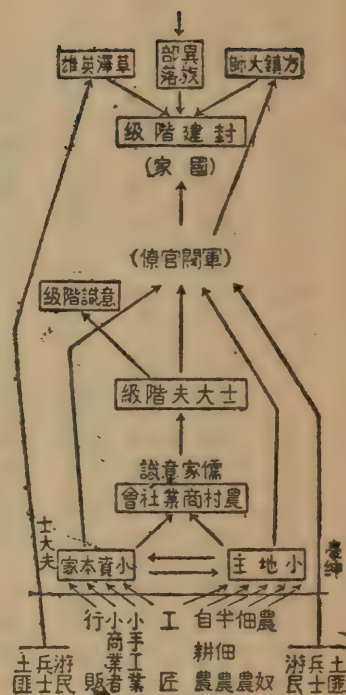 方鎮大帥
異族
部落
草澤英雄
封建階級
(國家)
(軍閥官僚)
意識階級
士大夫階級
儒家意識
農村商業社會
小地主
小資本家
豪紳
士大夫
土匪
兵士
游民
農奴
佃農
半佃農
自耕農
工匠
小手工業
小商業者
行販
游民
兵士
土匪